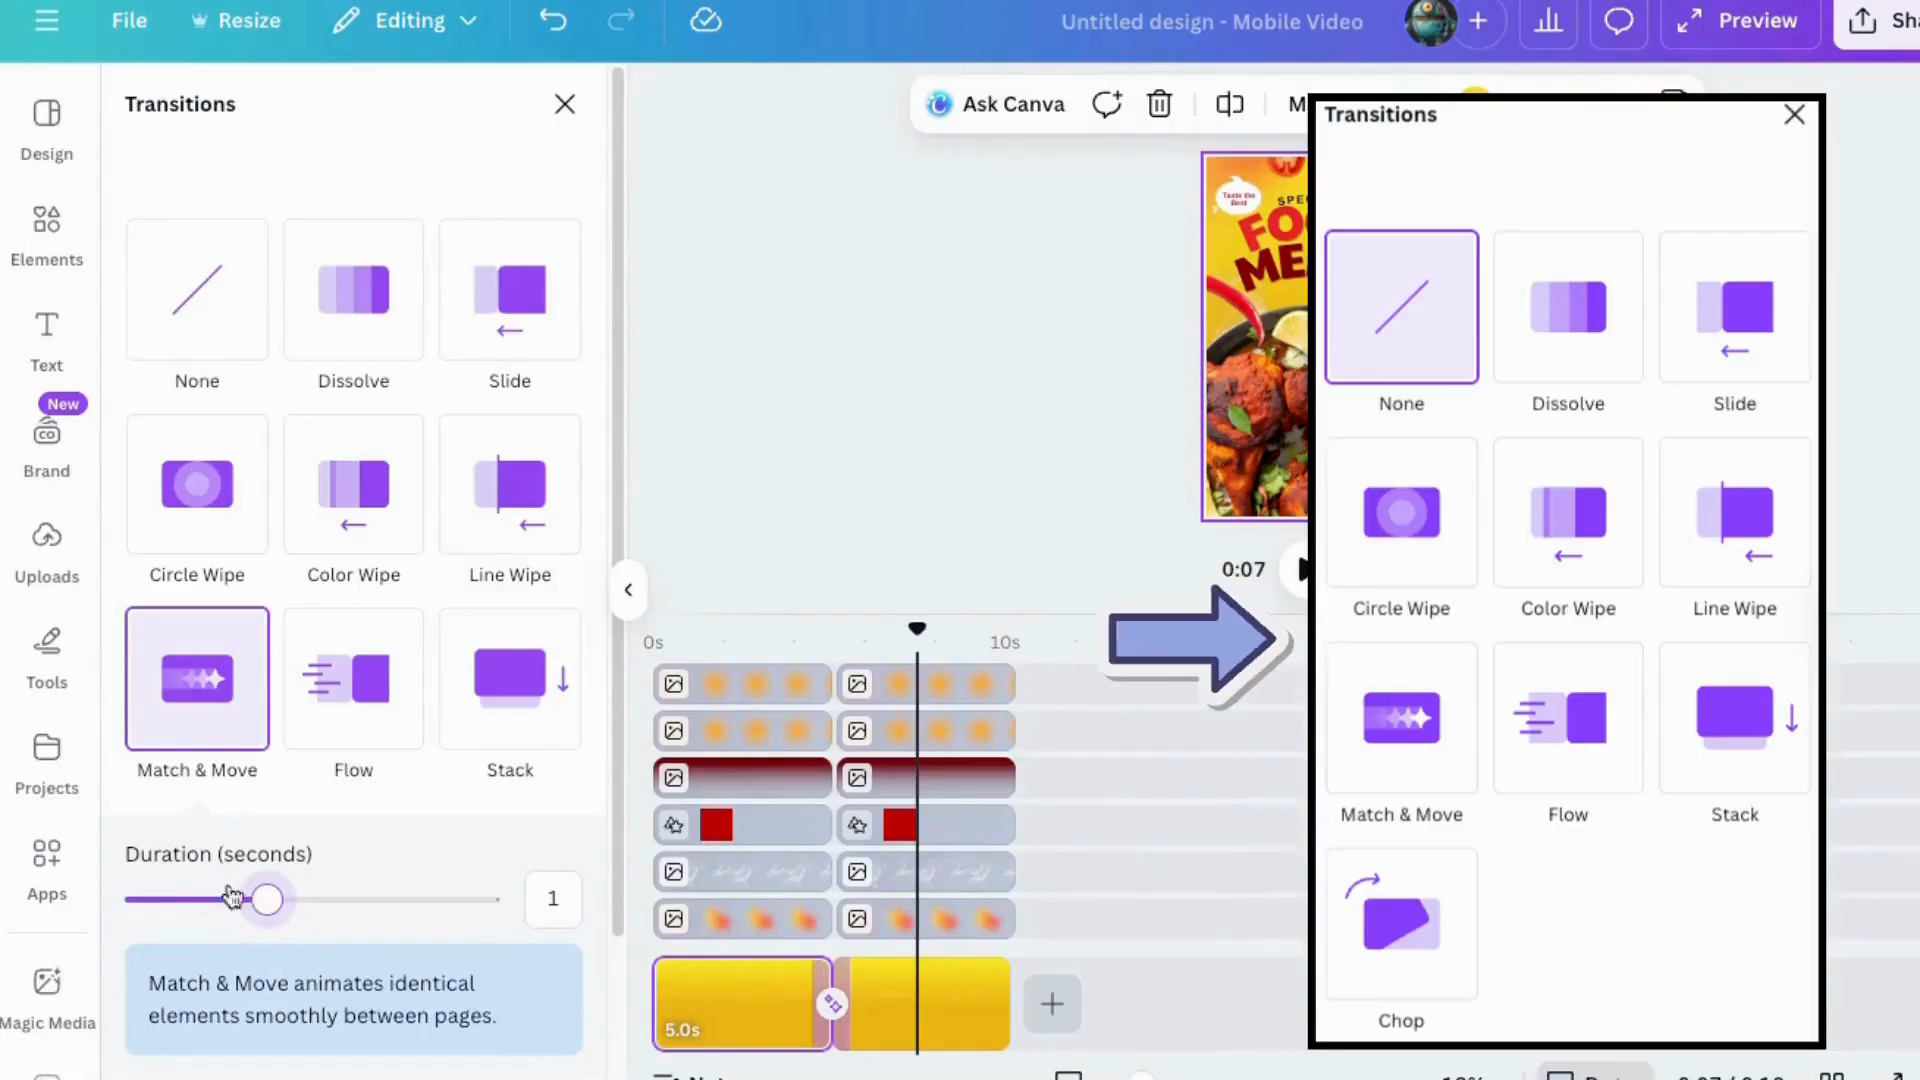 File
Resize
Editing
Untitled design - Mobile Video
Preview
Design
Elements
Text
New
Brand
Uploads
Tools
Projects
Apps
Magic Media
Transitions
None
Dissolve
Slide
Circle Wipe
Color Wipe
Line Wipe
Match & Move
Flow
Stack
Duration (seconds)
1
Match & Move animates identical
elements smoothly between pages.
Ask Canva
Taste the
Best
0:07
0s
10s
5.0s
Transitions
None
Dissolve
Slide
Circle Wipe
Color Wipe
Line Wipe
Match & Move
Flow
Stack
Chop